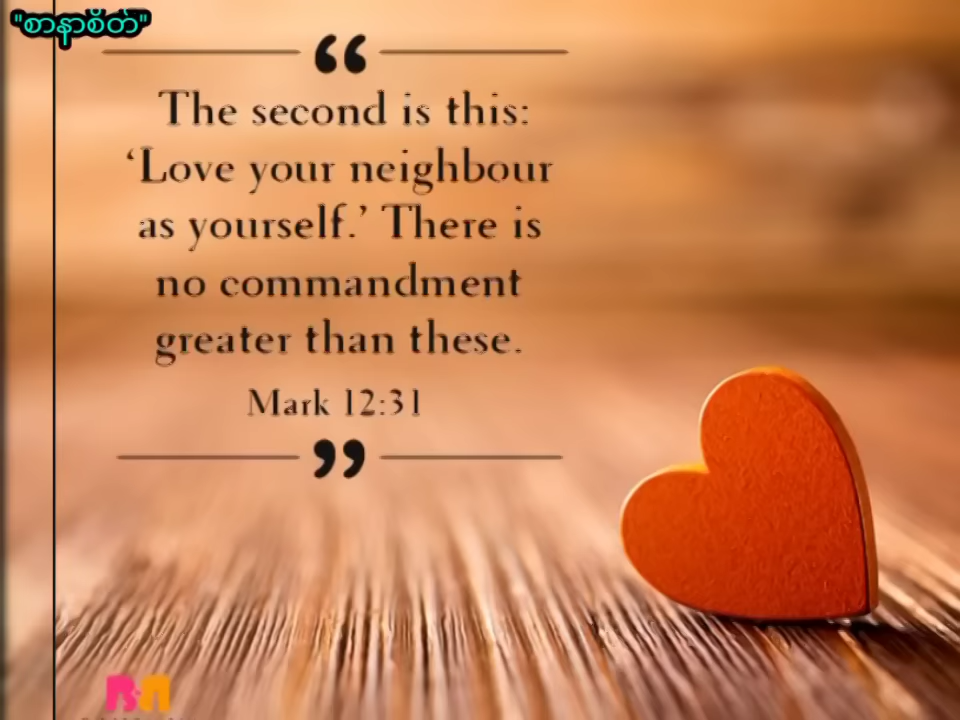 "စာနာစိတ်"
“
The second is this:
‘Love your neighbour
as yourself.’ There is
no commandment
greater than these.
Mark 12:31
”